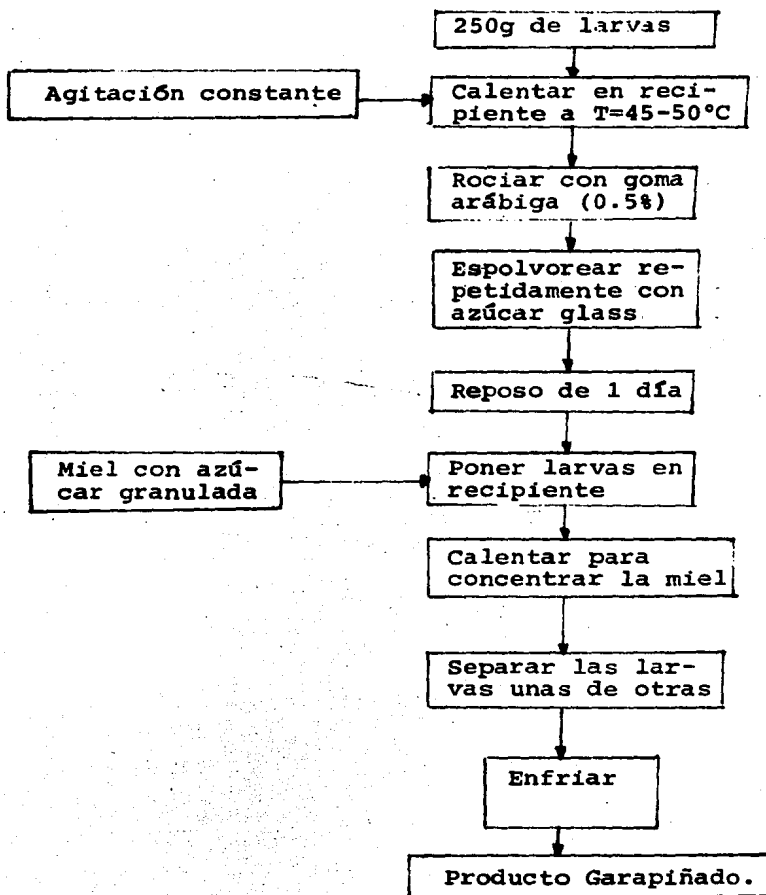 250g de larvas
Agitación constante
Calentar en reci-
piente a T=45-50°C
Rociar con goma
arábiga (0.5%)
Espolvorear re-
petidamente con
azúcar glass
Reposo de 1 día
Miel con azú-
car granulada
Poner larvas en
recipiente
Calentar para
concentrar la miel
Separar las lar-
vas unas de otras
Enfriar
Producto Garapiñado.